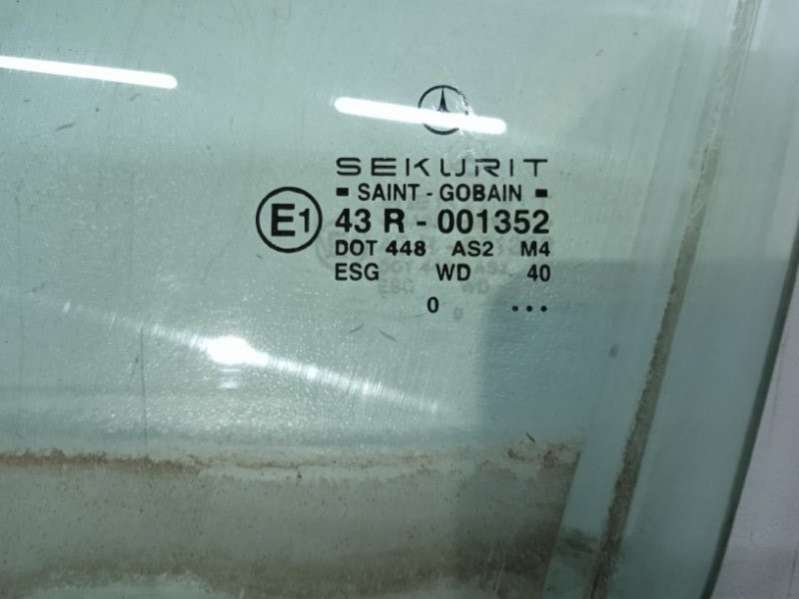 SEKURIT
SAINT - GOBAIN
E1 43 R - 001352
DOT 448 AS2 M4
ESG WD 40
0 ...